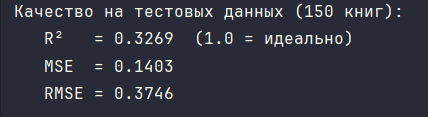 Качество на тестовых данных (150 книг):
R² = 0.3269 (1.0 = идеально)
MSE = 0.1403
RMSE = 0.3746